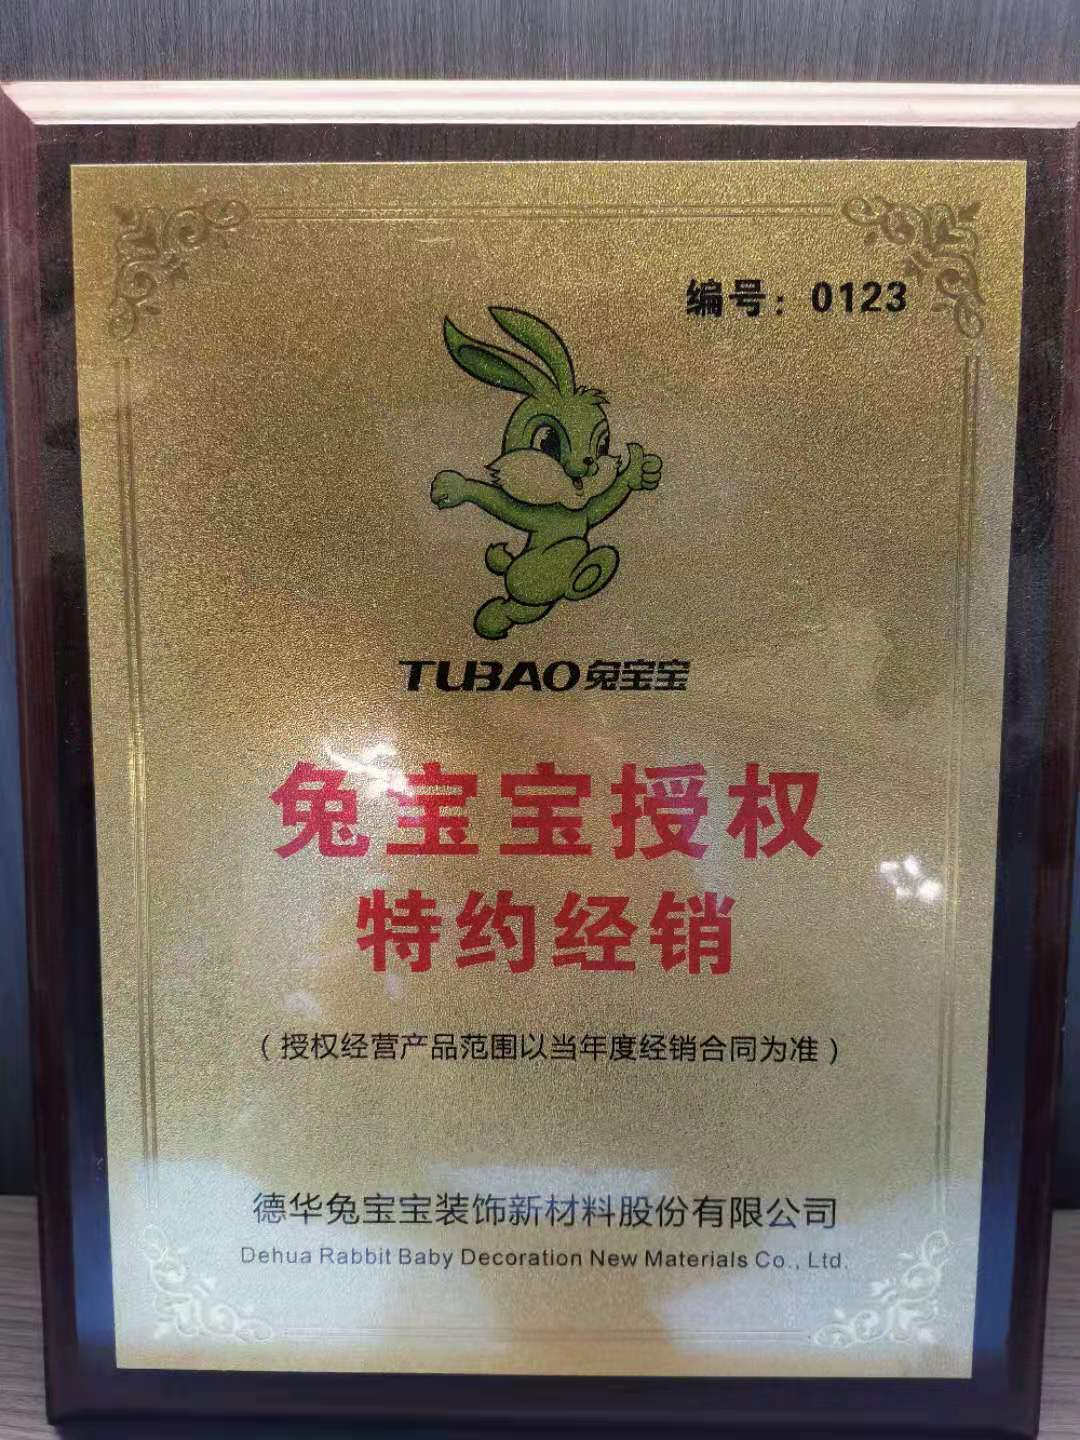 编号：0123
TUBAO兔宝宝
兔宝宝授权
特约经销
（授权经营产品范围以当年度经销合同为准）
德华兔宝宝装饰新材料股份有限公司
Dehua Rabbit Baby Decoration New Materials Co., Ltd.